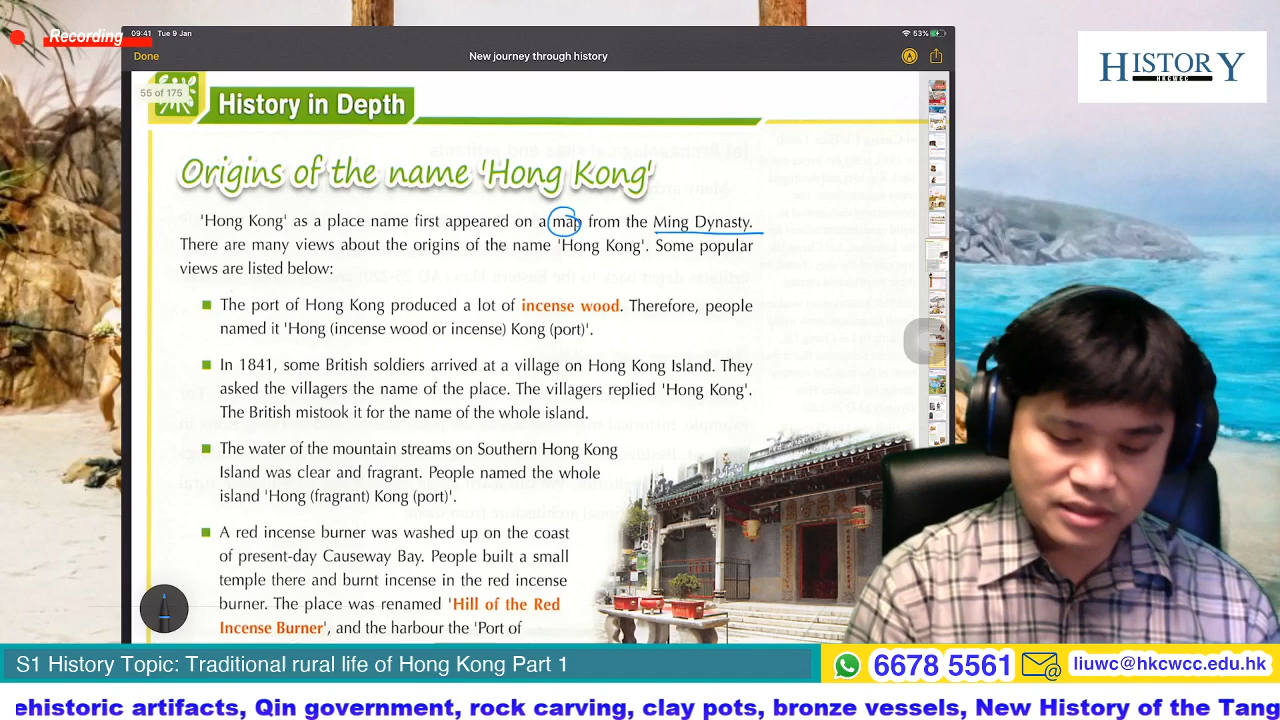 Recording
09:41 Tue 9 Jan
53%
Done
New journey through history
HISTORY
HKCWCC
55 of 175
History in Depth
Origins of the name 'Hong Kong'
'Hong Kong' as a place name first appeared on a map from the Ming Dynasty.
There are many views about the origins of the name 'Hong Kong'. Some popular
views are listed below:
The port of Hong Kong produced a lot of incense wood. Therefore, people
named it 'Hong (incense wood or incense) Kong (port)'.
In 1841, some British soldiers arrived at a village on Hong Kong Island. They
asked the villagers the name of the place. The villagers replied 'Hong Kong'.
The British mistook it for the name of the whole island.
The water of the mountain streams on Southern Hong Kong
Island was clear and fragrant. People named the whole
island 'Hong (fragrant) Kong (port)'.
A red incense burner was washed up on the coast
of present-day Causeway Bay. People built a small
temple there and burnt incense in the red incense
burner. The place was renamed 'Hill of the Red
Incense Burner', and the harbour the 'Port of
S1 History Topic: Traditional rural life of Hong Kong Part 1
6678 5561
liuwc@hkcwcc.edu.hk
ehistoric artifacts, Qin government, rock carving, clay pots, bronze vessels, New History of the Tang